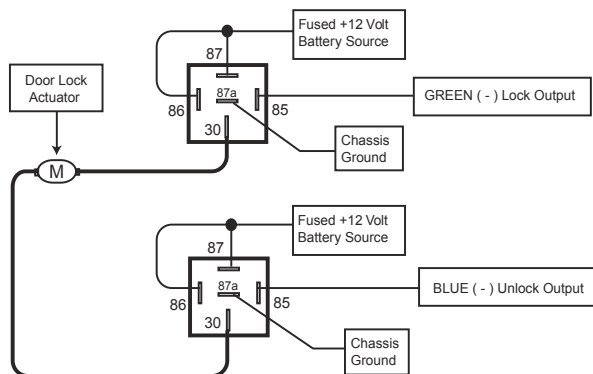 Fused +12 Volt
Battery Source
87
Door Lock
Actuator
87a
86
85
GREEN ( - ) Lock Output
30
Chassis
Ground
M
Fused +12 Volt
Battery Source
87
87a
86
85
BLUE ( - ) Unlock Output
30
Chassis
Ground